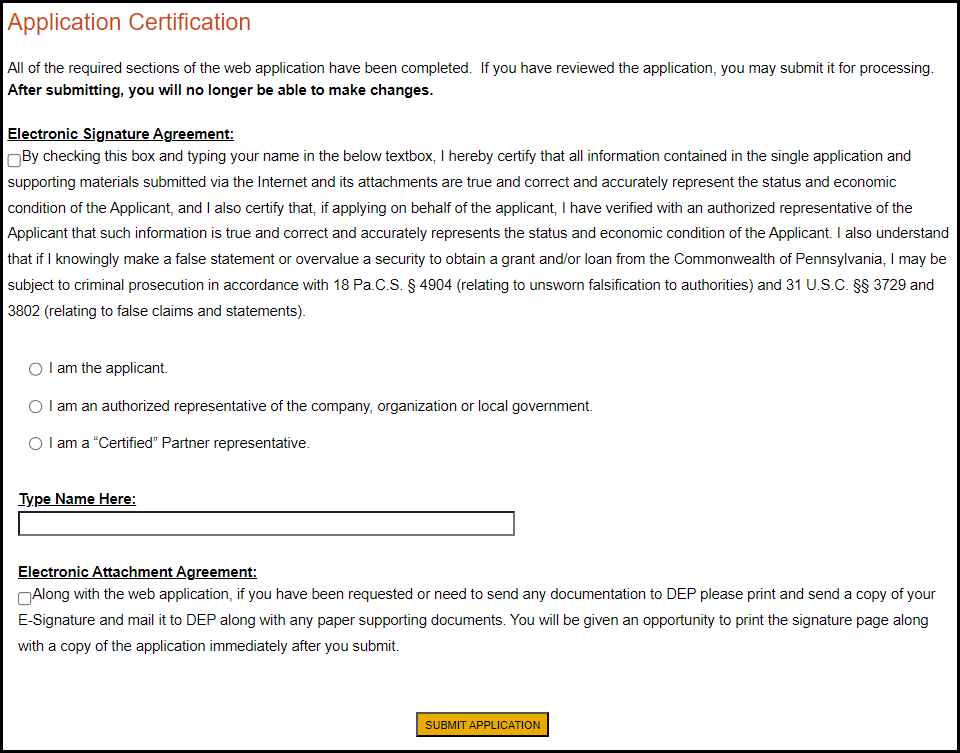 Application Certification
All of the required sections of the web application have been completed.  If you have reviewed the application, you may submit it for processing.
After submitting, you will no longer be able to make changes.
Electronic Signature Agreement:
By checking this box and typing your name in the below textbox, I hereby certify that all information contained in the single application and
supporting materials submitted via the Internet and its attachments are true and correct and accurately represent the status and economic
condition of the Applicant, and I also certify that, if applying on behalf of the applicant, I have verified with an authorized representative of the
Applicant that such information is true and correct and accurately represents the status and economic condition of the Applicant. I also understand
that if I knowingly make a false statement or overvalue a security to obtain a grant and/or loan from the Commonwealth of Pennsylvania, I may be
subject to criminal prosecution in accordance with 18 Pa.C.S. § 4904 (relating to unsworn falsification to authorities) and 31 U.S.C. §§ 3729 and
3802 (relating to false claims and statements).
I am the applicant.
I am an authorized representative of the company, organization or local government.
I am a “Certified” Partner representative.
Type Name Here:
Electronic Attachment Agreement:
Along with the web application, if you have been requested or need to send any documentation to DEP please print and send a copy of your
E-Signature and mail it to DEP along with any paper supporting documents. You will be given an opportunity to print the signature page along
with a copy of the application immediately after you submit.
SUBMIT APPLICATION